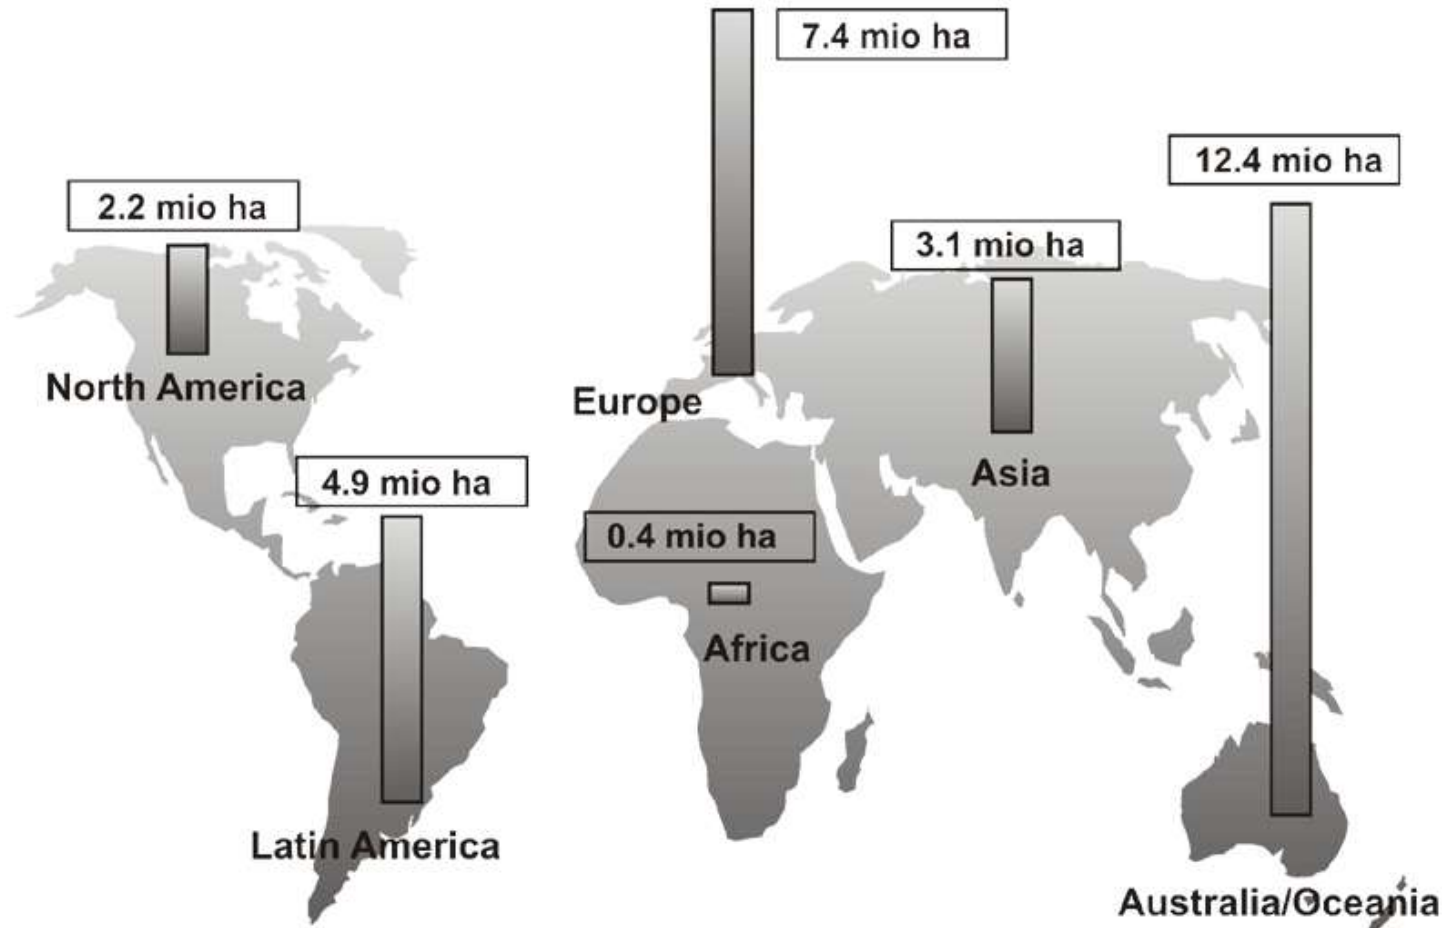 7.4 mio ha
12.4 mio ha
2.2 mio ha
3.1 mio ha
North America
Europe
Asia
4.9 mio ha
0.4 mio ha
Africa
Latin America
Australia/Oceania